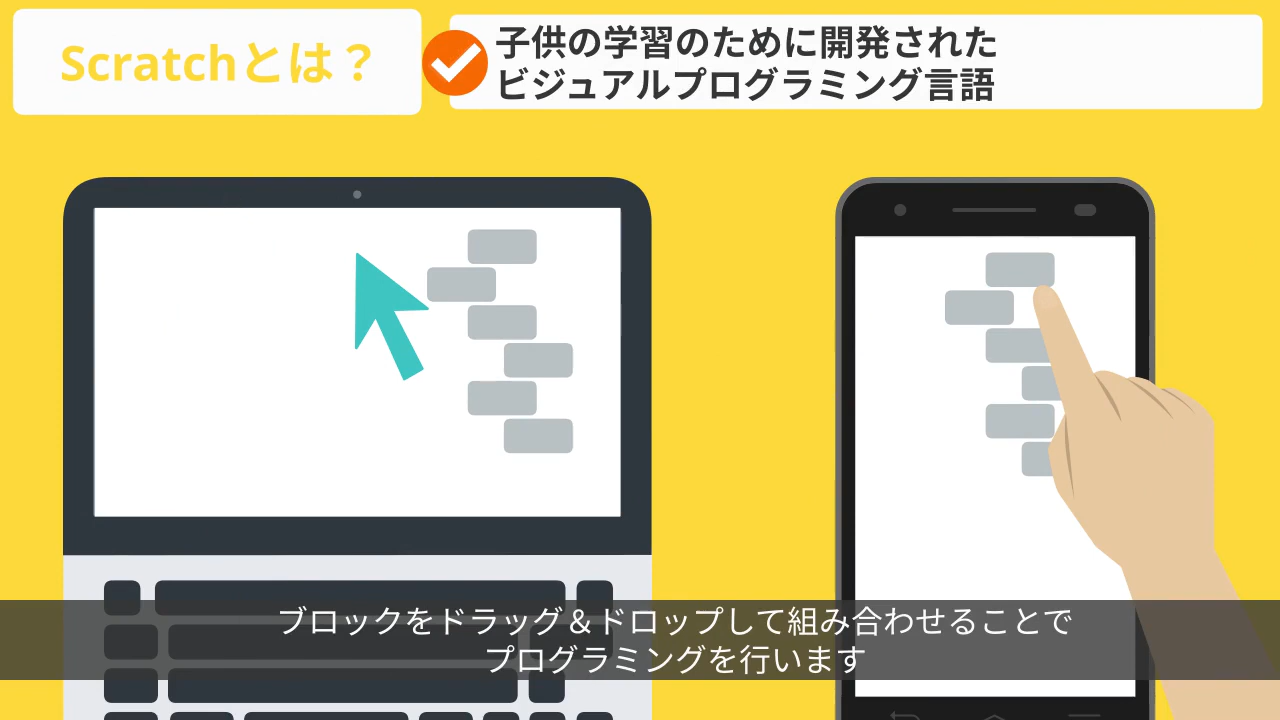 Scratchとは？
子供の学習のために開発された
ビジュアルプログラミング言語
ブロックをドラッグ＆ドロップして組み合わせることで
プログラミングを行います